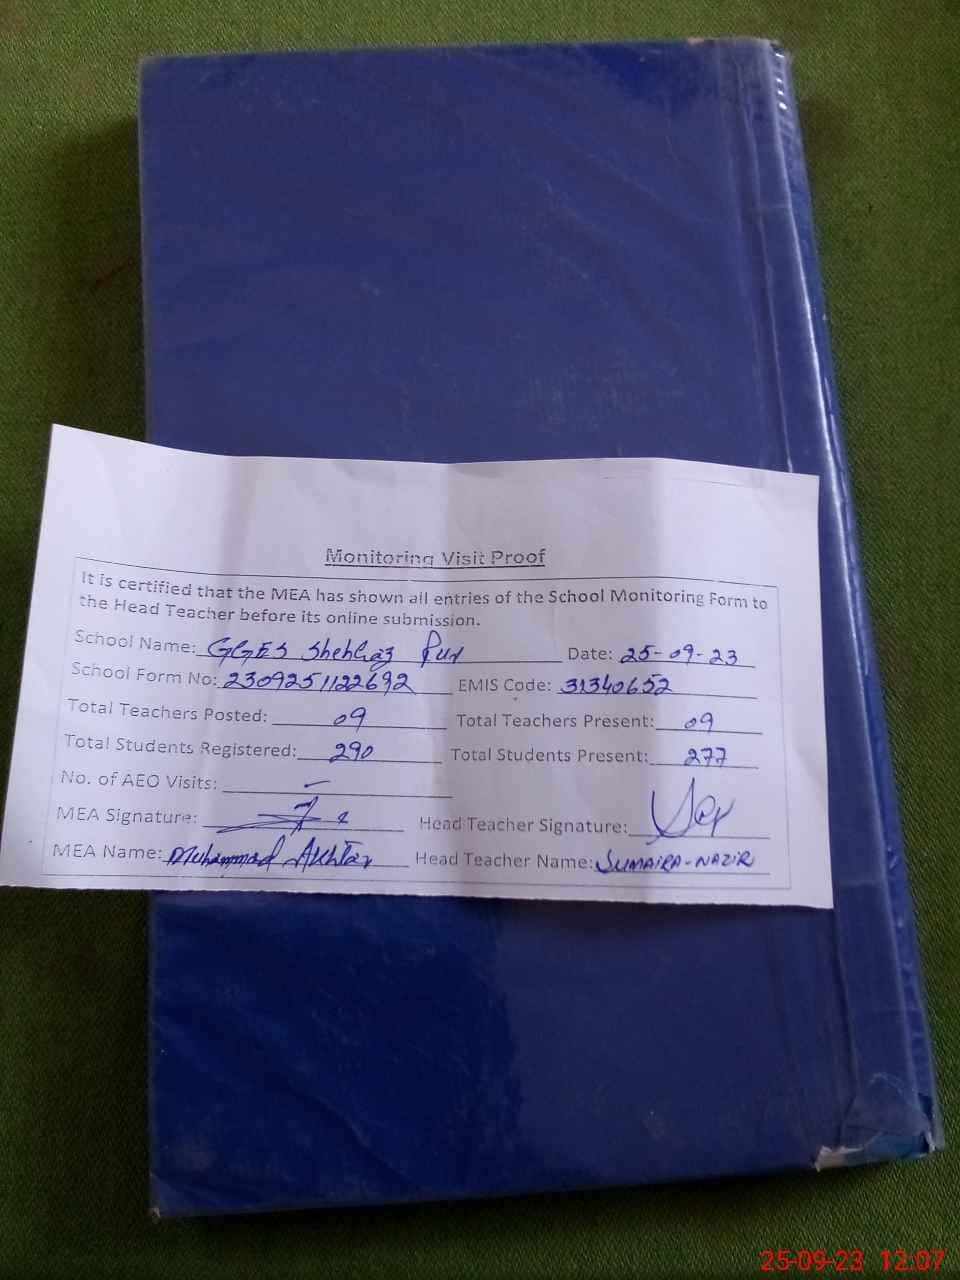 Monitoring Visit Proof
It is certified that the MEA has shown all entries of the School Monitoring Form to
the Head Teacher before its online submission.
School Name: GGES Shehbaz Pur Date: 25-09-23
School Form No: 2309251122692 EMIS Code: 31340652
Total Teachers Posted: 09 Total Teachers Present: 09
Total Students Registered: 290 Total Students Present: 277
No. of AEO Visits: -
MEA Signature: Head Teacher Signature:
MEA Name: Muhammad Akhtar Head Teacher Name: SUMAIRA-NAZIR
25-09-23 12:07